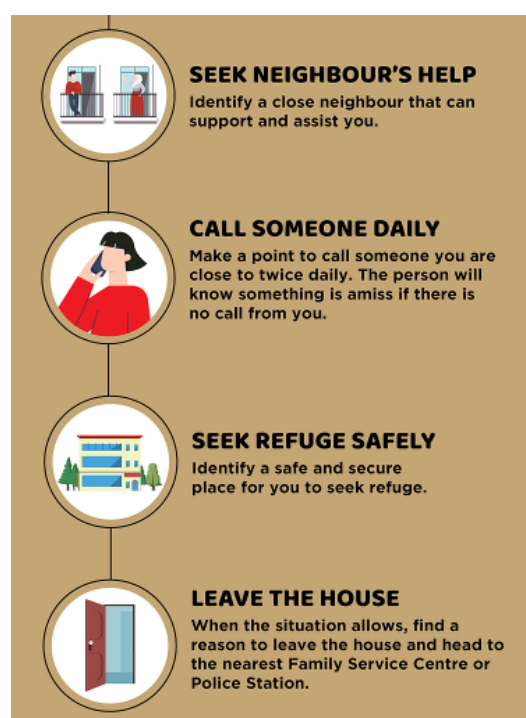 SEEK NEIGHBOUR'S HELP
Identify a close neighbour that can
support and assist you.
CALL SOMEONE DAILY
Make a point to call someone you are
close to twice daily. The person will
know something is amiss if there is
no call from you.
SEEK REFUGE SAFELY
Identify a safe and secure
place for you to seek refuge.
LEAVE THE HOUSE
When the situation allows, find a
reason to leave the house and head to
the nearest Family Service Centre or
Police Station.